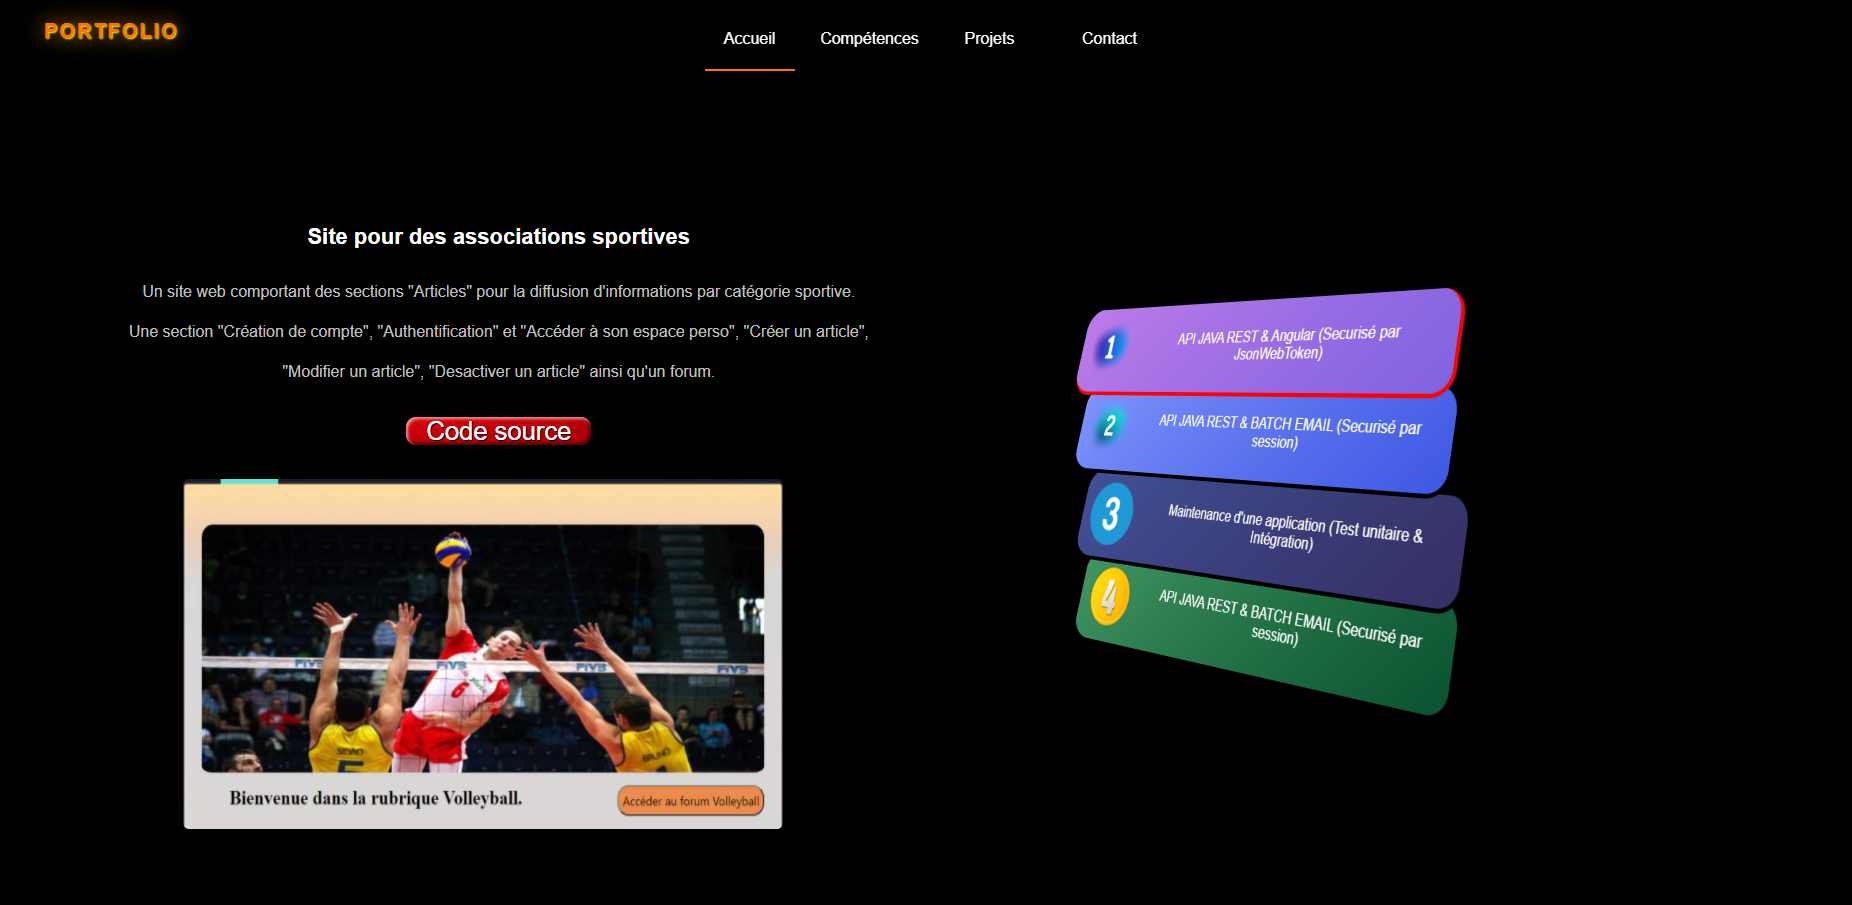 PORTFOLIO
Accueil
Compétences
Projets
Contact
Site pour des associations sportives
Un site web comportant des sections "Articles" pour la diffusion d'informations par catégorie sportive.
Une section "Création de compte", "Authentification" et "Accéder à son espace perso", "Créer un article",
"Modifier un article", "Desactiver un article" ainsi qu'un forum.
Code source
FIVB
FIVB
FIVB
FIVB
6
SIDÃO
5
BRUNO
1
Bienvenue dans la rubrique Volleyball.
Accéder au forum Volleyball
1
API JAVA REST & Angular (Securisé par
JsonWebToken)
2
API JAVA REST & BATCH EMAIL (Securisé par
session)
3
Maintenance d'une application (Test unitaire &
Intégration)
4
API JAVA REST & BATCH EMAIL (Securisé par
session)